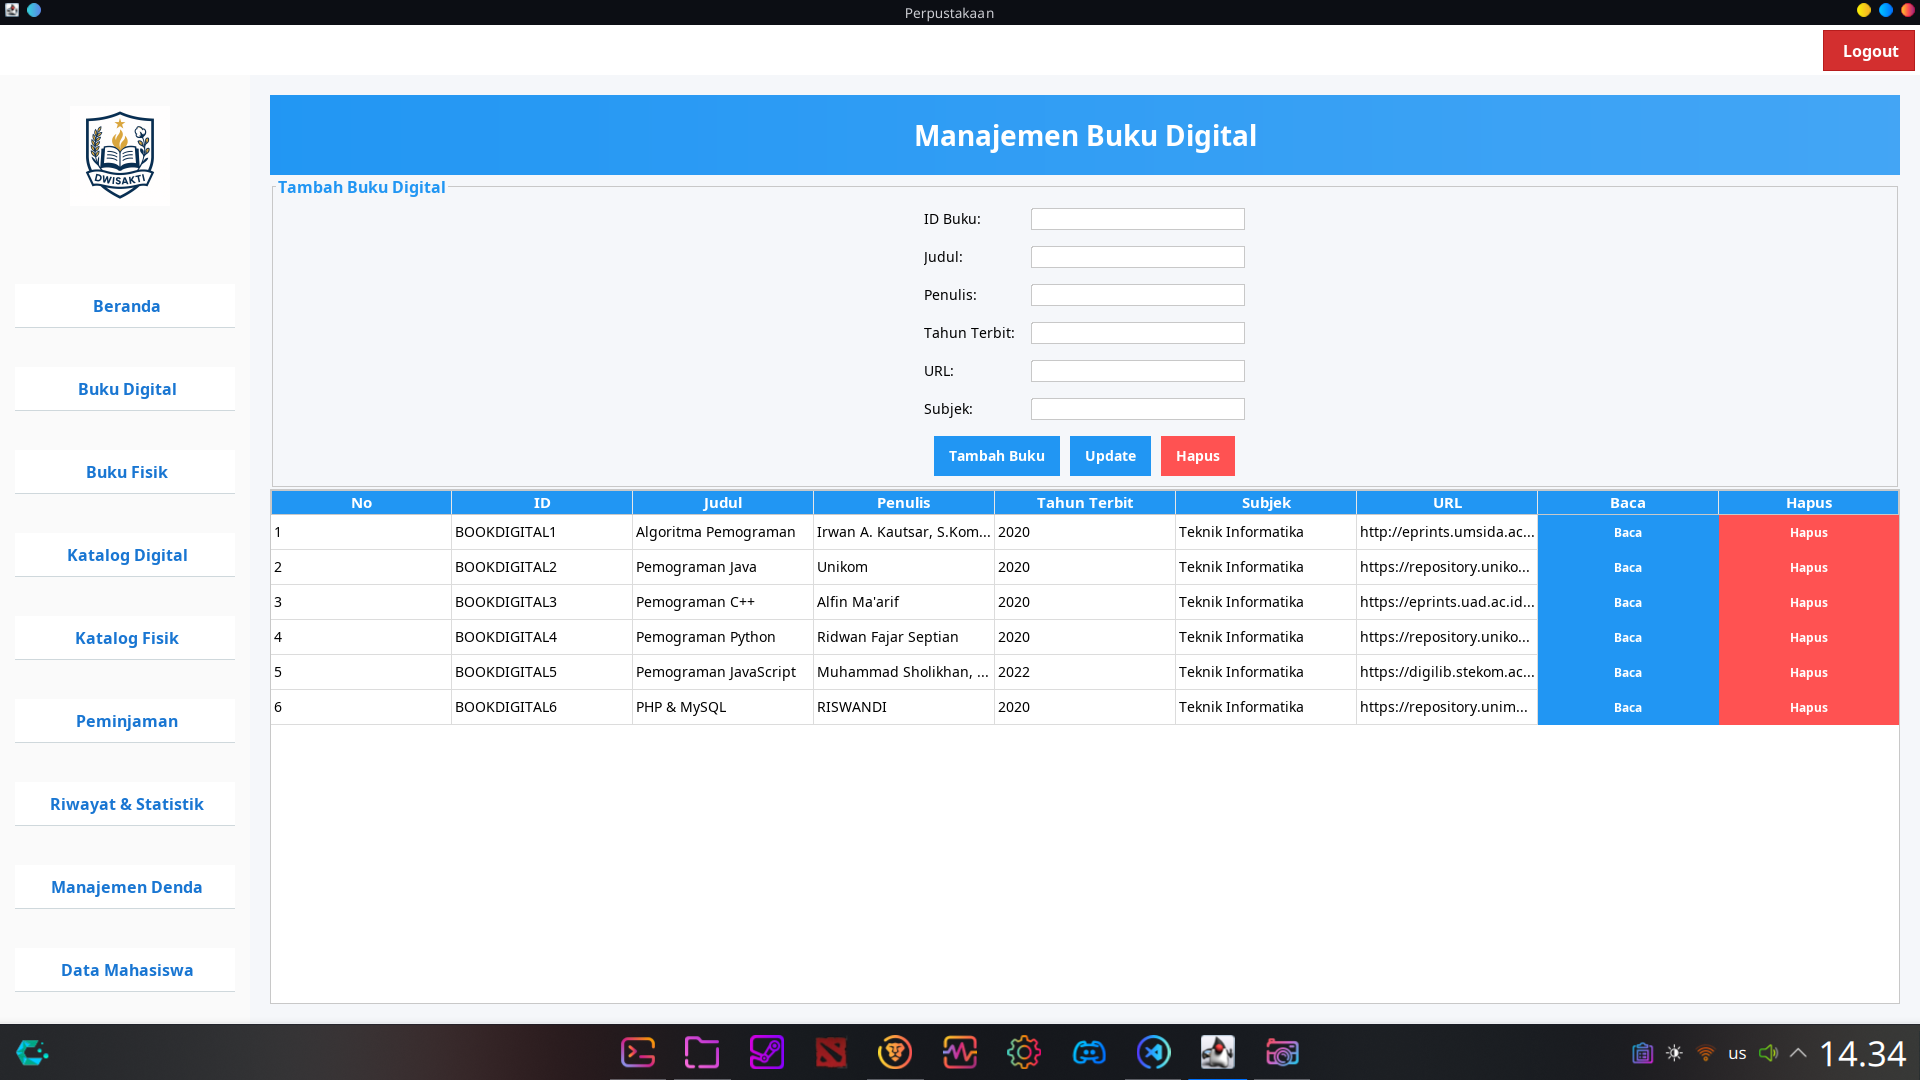 Perpustakaan
Logout
DWISAKTI
Beranda
Buku Digital
Buku Fisik
Katalog Digital
Katalog Fisik
Peminjaman
Riwayat & Statistik
Manajemen Denda
Data Mahasiswa
Manajemen Buku Digital
Tambah Buku Digital
ID Buku:
Judul:
Penulis:
Tahun Terbit:
URL:
Subjek:
Tambah Buku Update Hapus
No ID Judul Penulis Tahun Terbit Subjek URL Baca Hapus
1 BOOKDIGITAL1 Algoritma Pemograman Irwan A. Kautsar, S.Kom... 2020 Teknik Informatika http://eprints.umsida.ac... Baca Hapus
2 BOOKDIGITAL2 Pemograman Java Unikom 2020 Teknik Informatika https://repository.uniko... Baca Hapus
3 BOOKDIGITAL3 Pemograman C++ Alfin Ma'arif 2020 Teknik Informatika https://eprints.uad.ac.id... Baca Hapus
4 BOOKDIGITAL4 Pemograman Python Ridwan Fajar Septian 2020 Teknik Informatika https://repository.uniko... Baca Hapus
5 BOOKDIGITAL5 Pemograman JavaScript Muhammad Sholikhan, ... 2022 Teknik Informatika https://digilib.stekom.ac... Baca Hapus
6 BOOKDIGITAL6 PHP & MySQL RISWANDI 2020 Teknik Informatika https://repository.unim... Baca Hapus
us 14.34